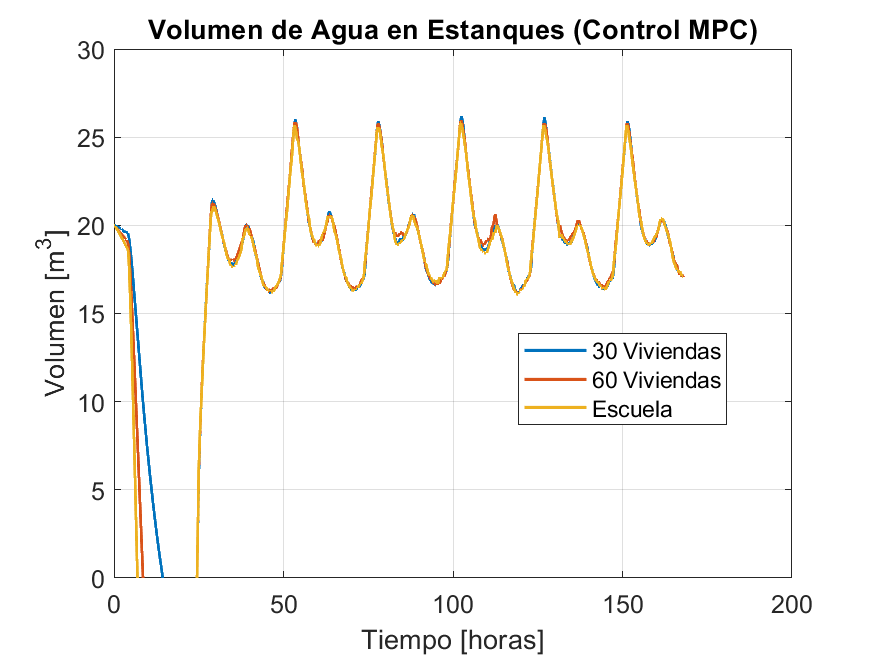 Volumen de Agua en Estanques (Control MPC)
30
25
20
15
10
5
0
Volumen [m³]
0 50 100 150 200
Tiempo [horas]
30 Viviendas
60 Viviendas
Escuela